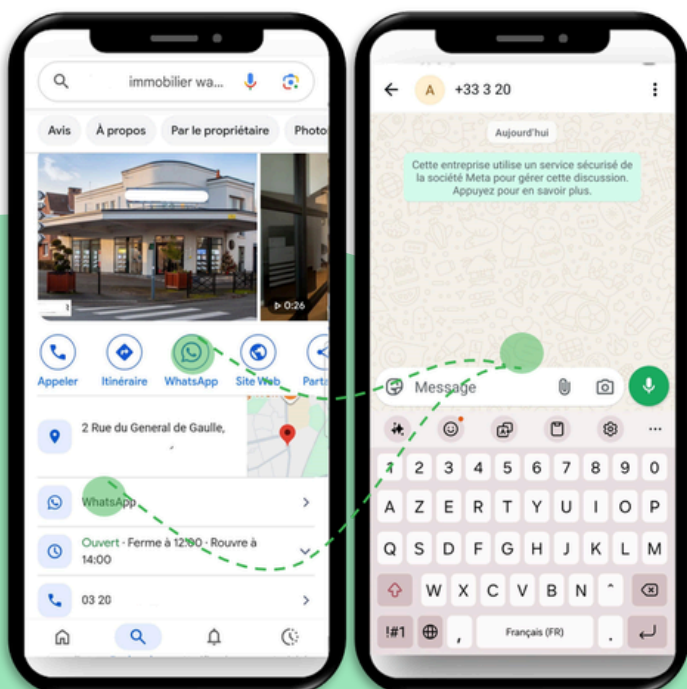 immobilier wa...
Avis
À propos
Par le propriétaire
Photo
0:26
Appeler
Itinéraire
WhatsApp
Site Web
Parta
2 Rue du General de Gaulle,
WhatsApp
Ouvert · Ferme à 12:00 · Rouvre à
14:00
03 20
A
+33 3 20
Aujourd'hui
Cette entreprise utilise un service sécurisé de
la société Meta pour gérer cette discussion.
Appuyez pour en savoir plus.
Message
1 2 3 4 5 6 7 8 9 0
A Z E R T Y U I O P
Q S D F G H J K L M
W X C V B N ^
!#1 , Français (FR) .